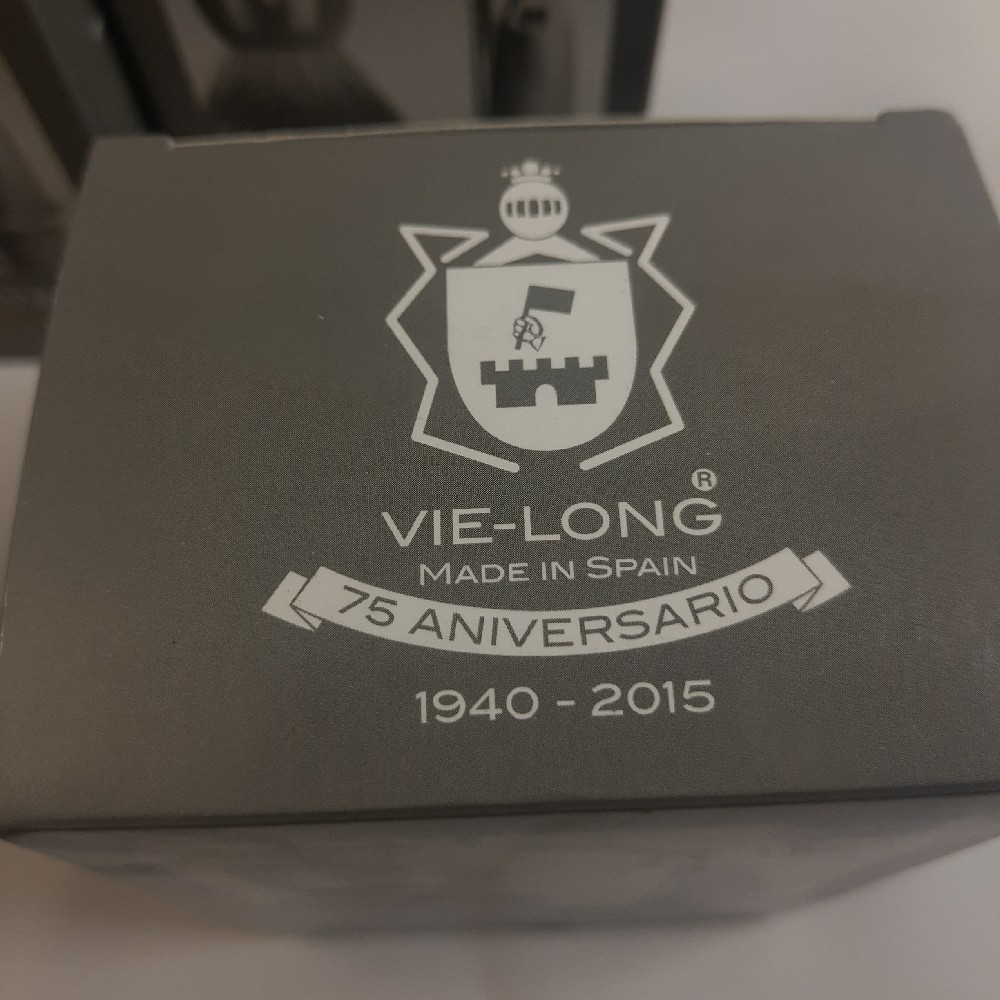 VIE-LONG®
MADE IN SPAIN
75 ANIVERSARIO
1940 - 2015